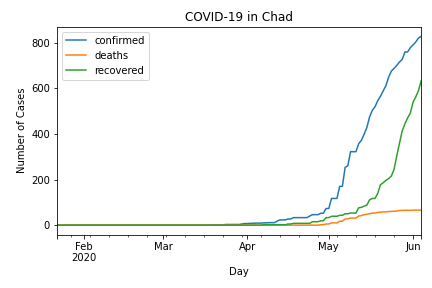 COVID-19 in Chad
confirmed
deaths
recovered
Number of Cases
800
600
400
200
0
Feb
2020
Mar
Apr
May
Jun
Day